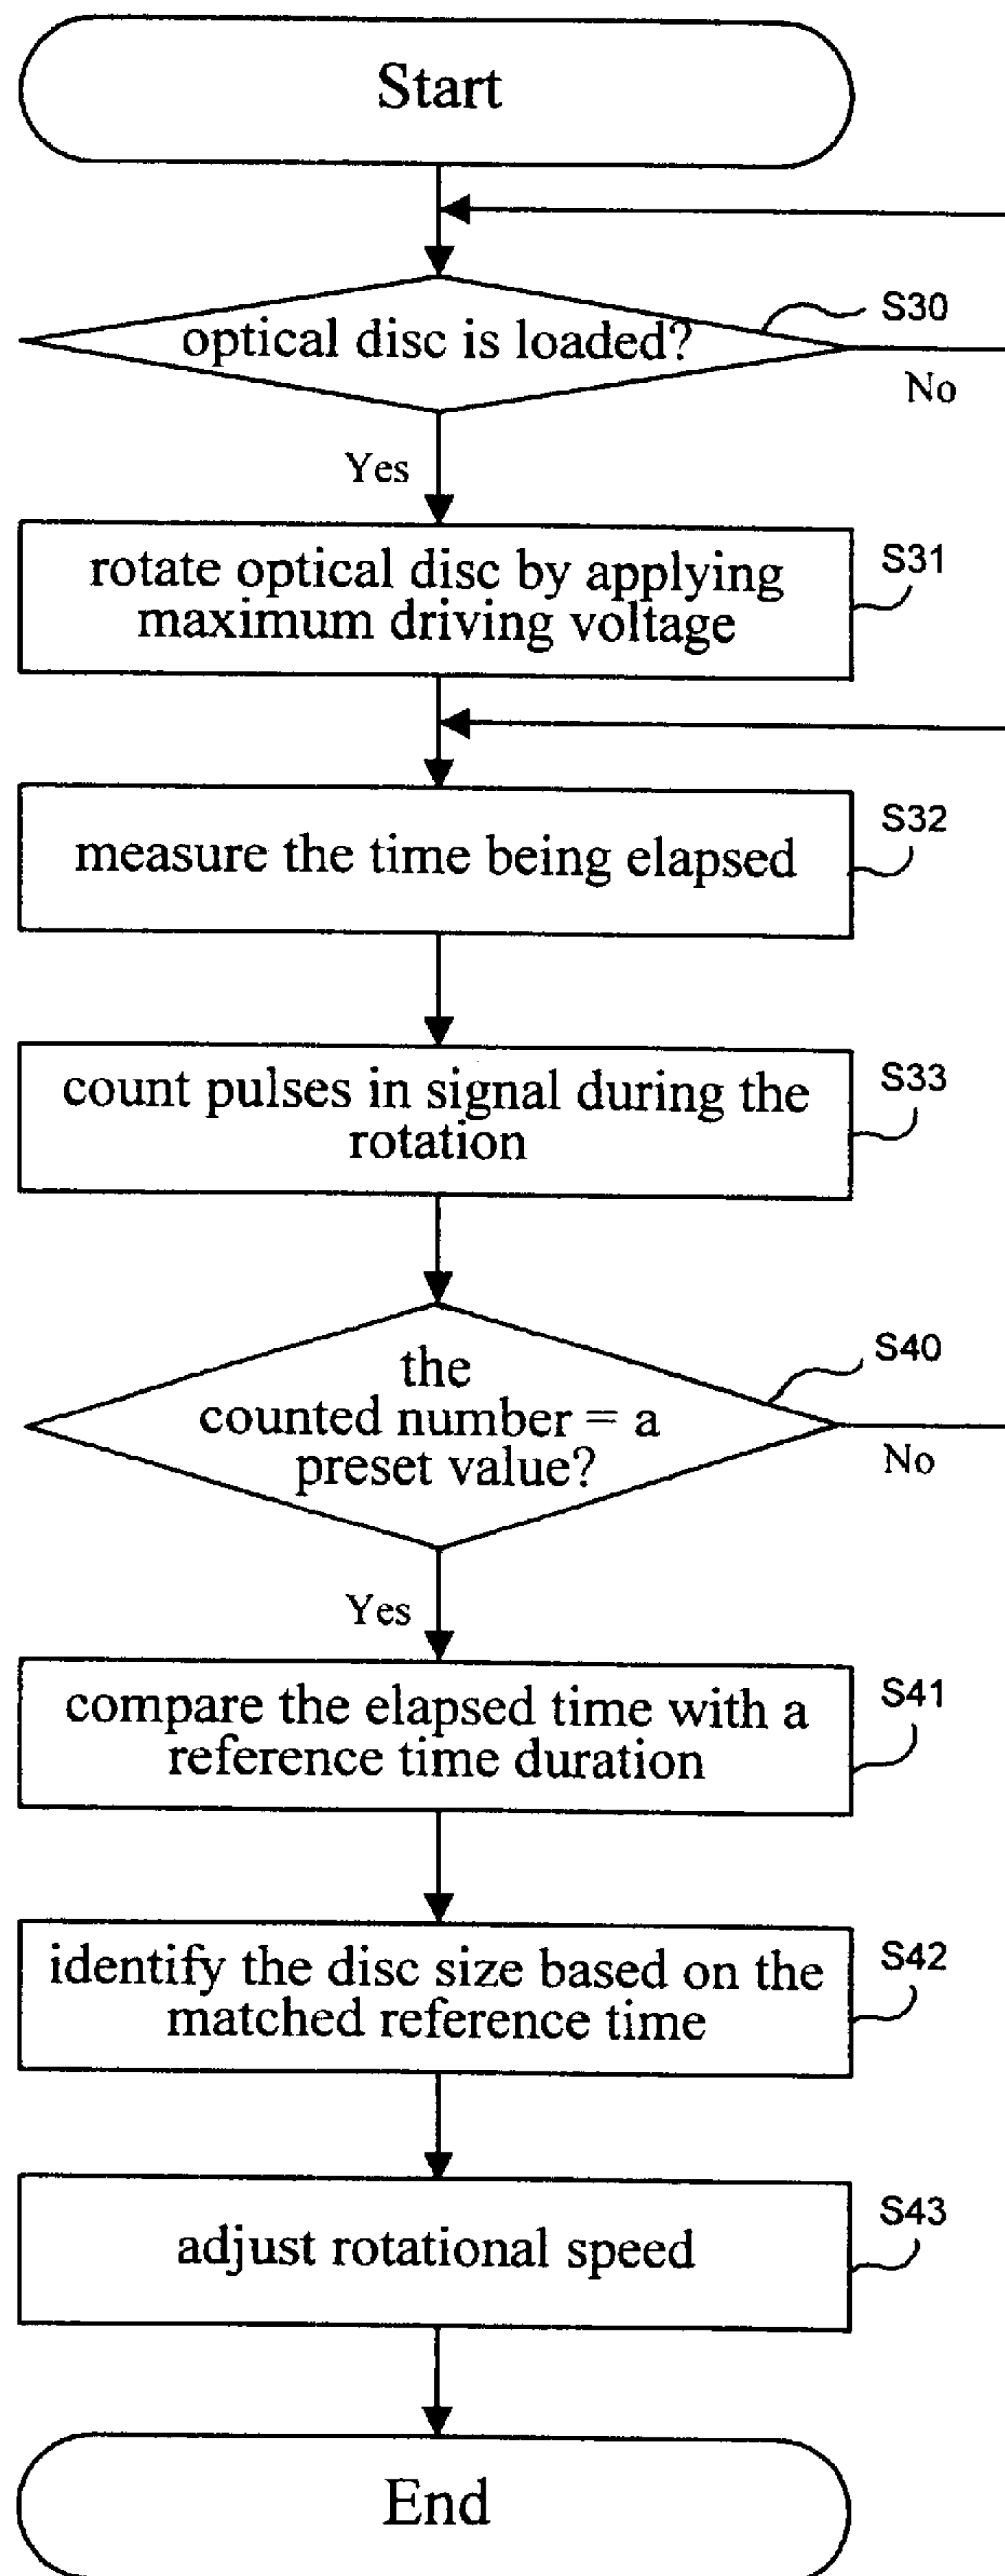 Start
optical disc is loaded?
S30
No
Yes
rotate optical disc by applying
maximum driving voltage
S31
measure the time being elapsed
S32
count pulses in signal during the
rotation
S33
the
counted number = a
preset value?
S40
No
Yes
compare the elapsed time with a
reference time duration
S41
identify the disc size based on the
matched reference time
S42
adjust rotational speed
S43
End